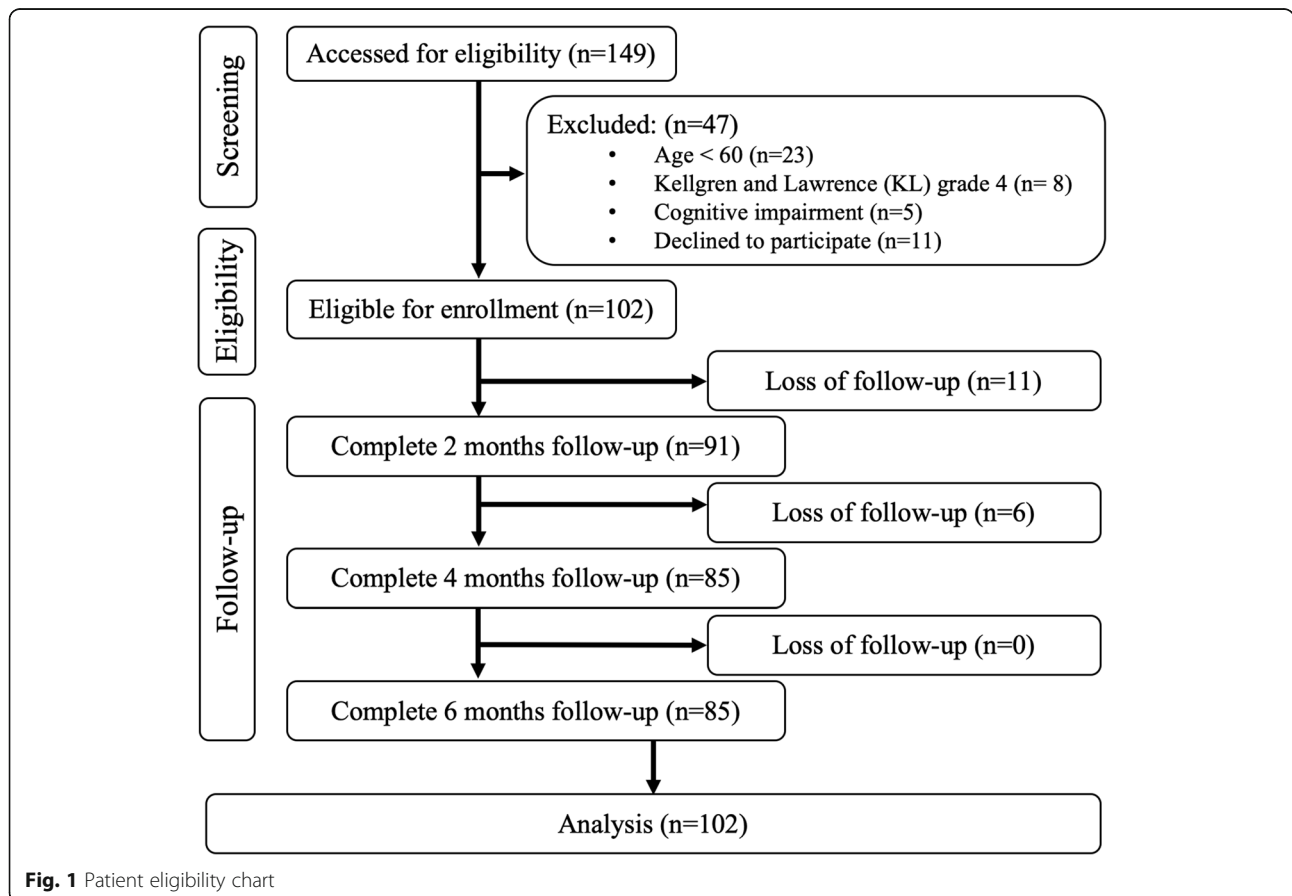 Screening
Accessed for eligibility (n=149)
Excluded: (n=47)
• Age < 60 (n=23)
• Kellgren and Lawrence (KL) grade 4 (n= 8)
• Cognitive impairment (n=5)
• Declined to participate (n=11)
Eligibility
Eligible for enrollment (n=102)
Loss of follow-up (n=11)
Follow-up
Complete 2 months follow-up (n=91)
Loss of follow-up (n=6)
Complete 4 months follow-up (n=85)
Loss of follow-up (n=0)
Complete 6 months follow-up (n=85)
Analysis (n=102)
Fig. 1 Patient eligibility chart